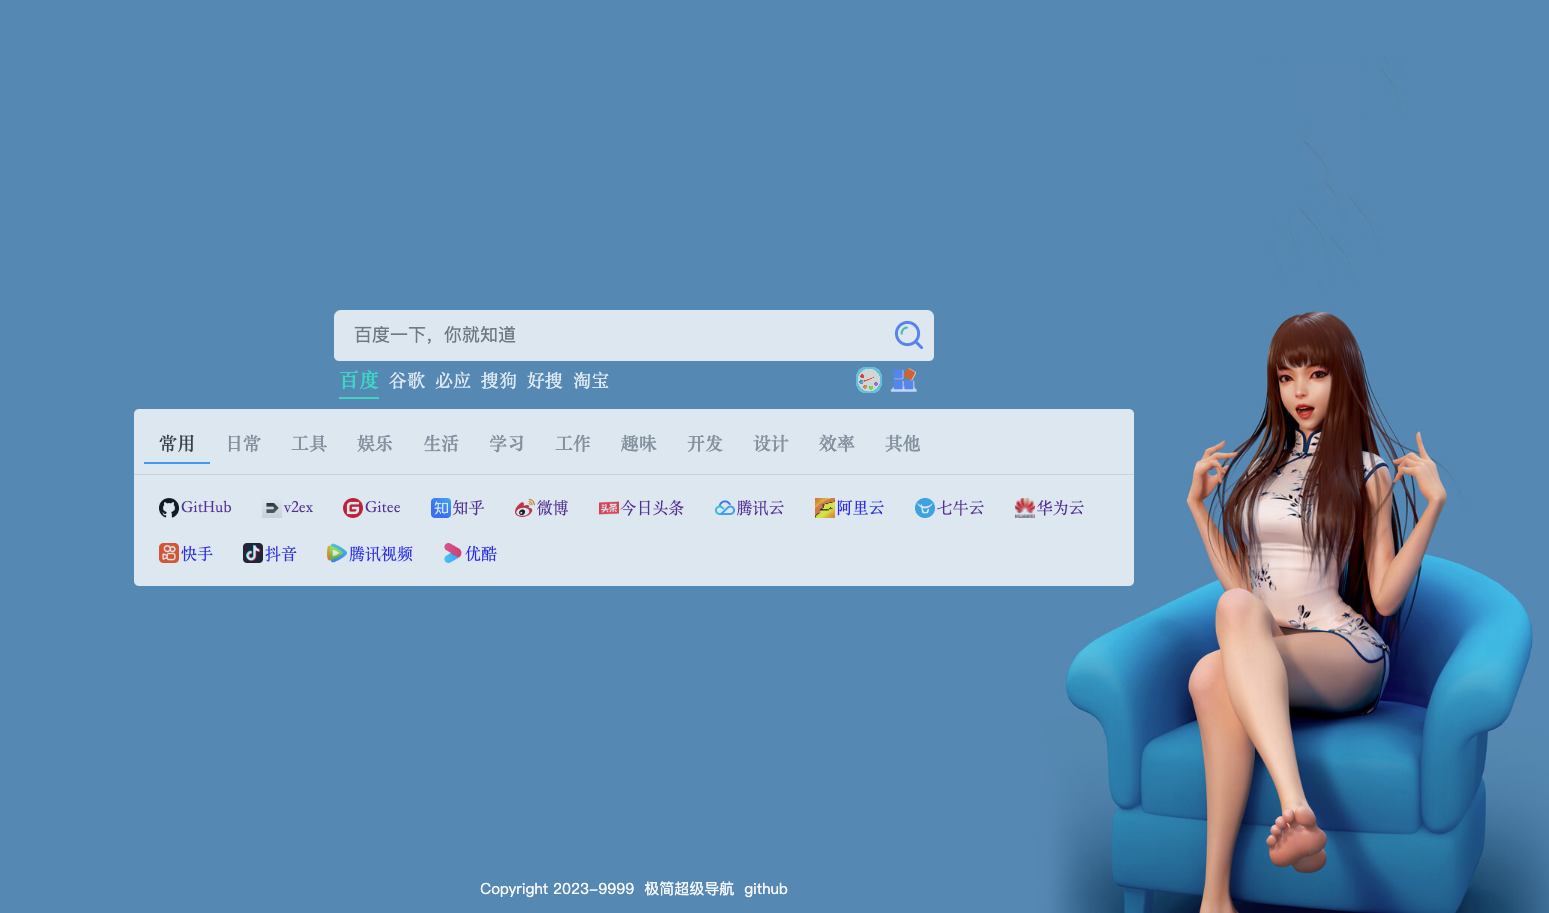 百度一下，你就知道
百度 谷歌 必应 搜狗 好搜 淘宝
常用 日常 工具 娱乐 生活 学习 工作 趣味 开发 设计 效率 其他
GitHub v2ex Gitee 知 知乎 微博 头条 今日头条 腾讯云 阿里云 七牛云 华为云
快手 抖音 腾讯视频 优酷
Copyright 2023-9999 极简超级导航 github